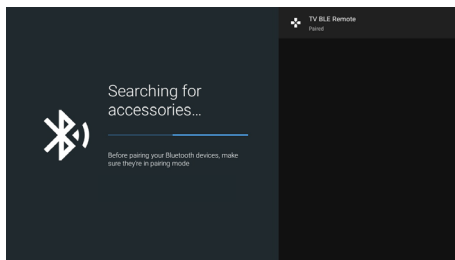 Searching for
accessories...
Before pairing your Bluetooth devices, make
sure they're in pairing mode
TV BLE Remote
Paired